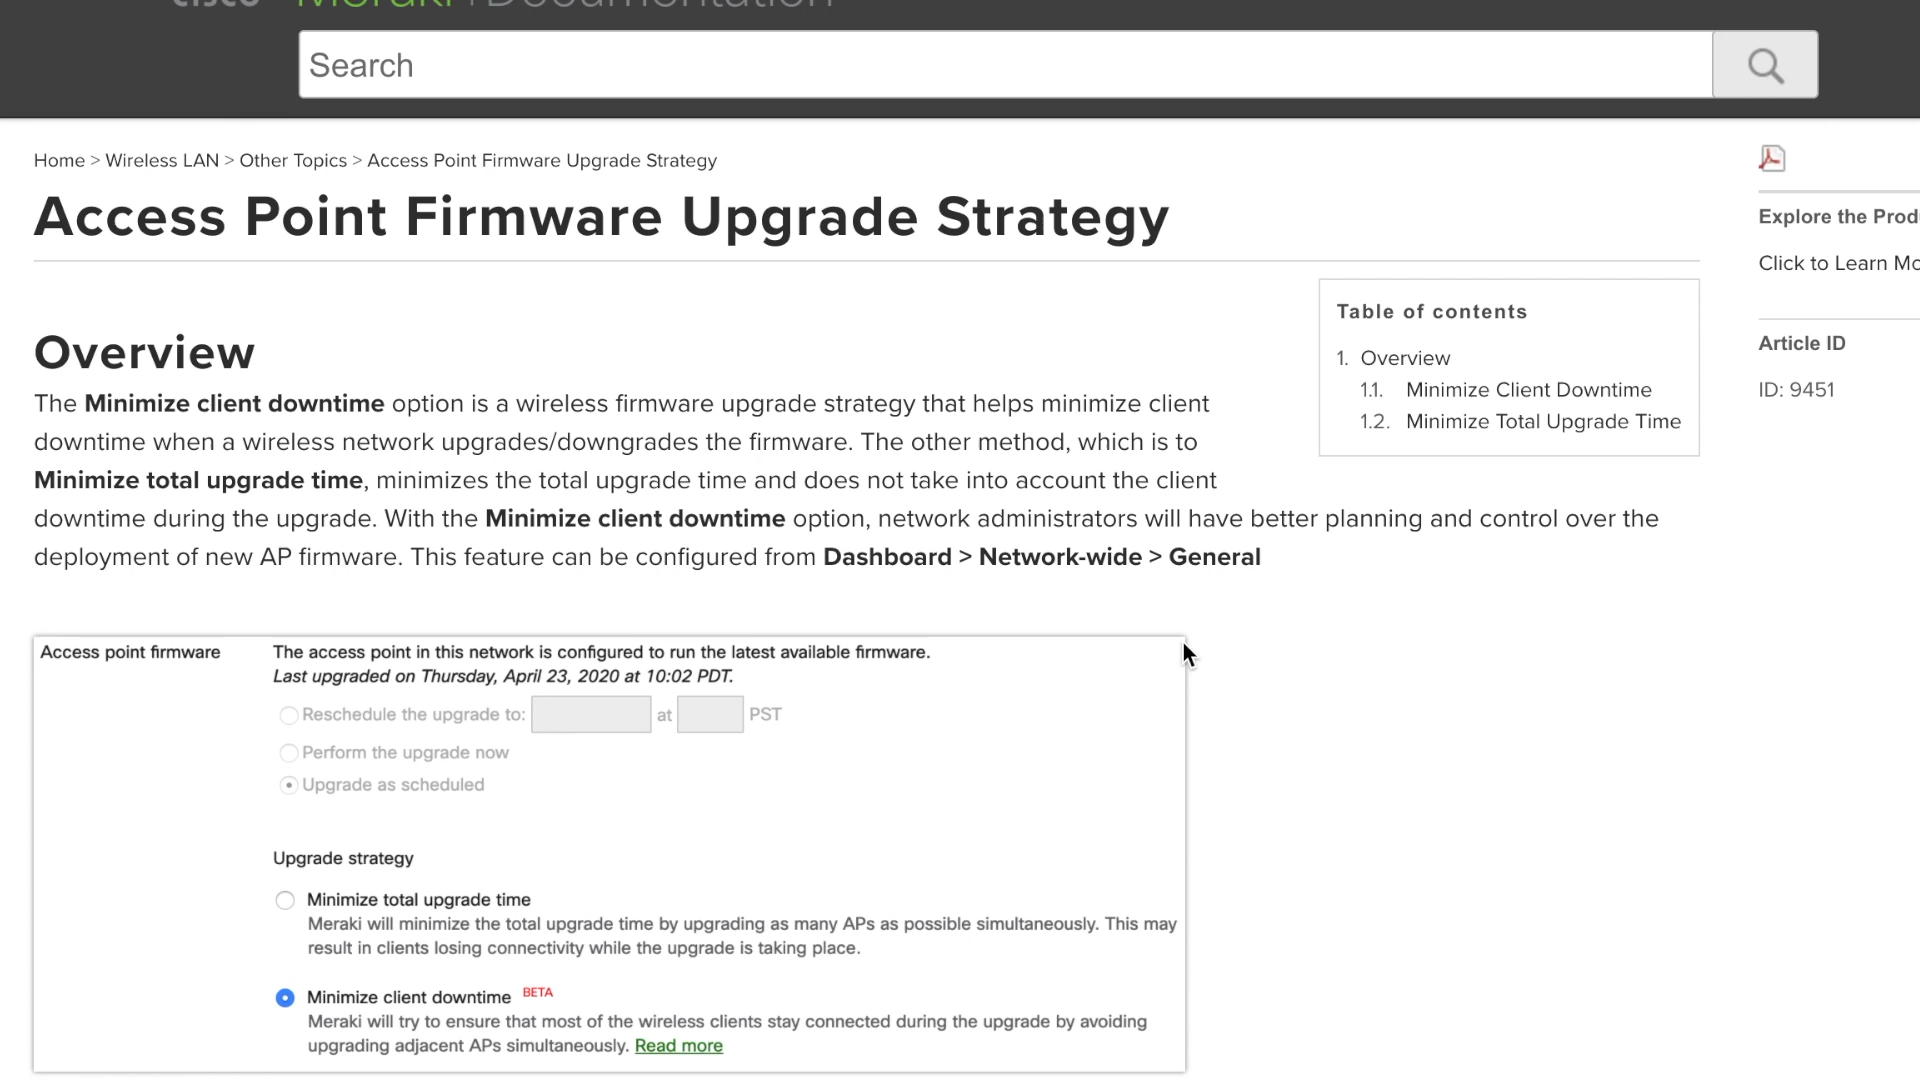 cisco Meraki | Documentation
Search
Home > Wireless LAN > Other Topics > Access Point Firmware Upgrade Strategy
Access Point Firmware Upgrade Strategy
Explore the Prod
Click to Learn Mo
Article ID
ID: 9451
Table of contents
1. Overview
1.1. Minimize Client Downtime
1.2. Minimize Total Upgrade Time
Overview
The Minimize client downtime option is a wireless firmware upgrade strategy that helps minimize client
downtime when a wireless network upgrades/downgrades the firmware. The other method, which is to
Minimize total upgrade time, minimizes the total upgrade time and does not take into account the client
downtime during the upgrade. With the Minimize client downtime option, network administrators will have better planning and control over the
deployment of new AP firmware. This feature can be configured from Dashboard > Network-wide > General
Access point firmware
The access point in this network is configured to run the latest available firmware.
Last upgraded on Thursday, April 23, 2020 at 10:02 PDT.
Reschedule the upgrade to: at PST
Perform the upgrade now
Upgrade as scheduled
Upgrade strategy
Minimize total upgrade time
Meraki will minimize the total upgrade time by upgrading as many APs as possible simultaneously. This may
result in clients losing connectivity while the upgrade is taking place.
Minimize client downtime BETA
Meraki will try to ensure that most of the wireless clients stay connected during the upgrade by avoiding
upgrading adjacent APs simultaneously. Read more